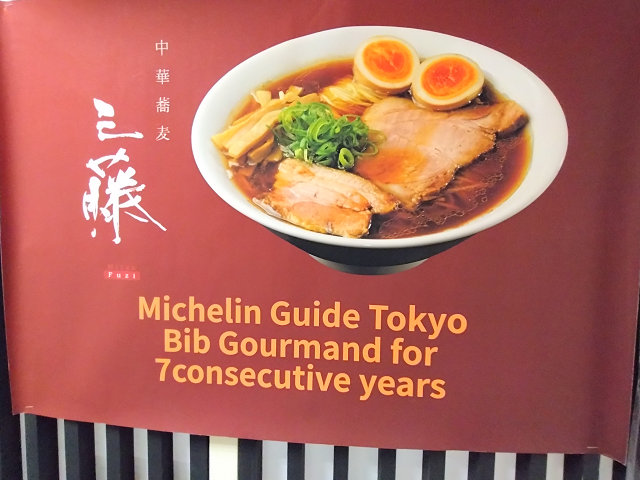 中華蕎麦
三藤
Fuzi
Michelin Guide Tokyo
Bib Gourmand for
7consecutive years